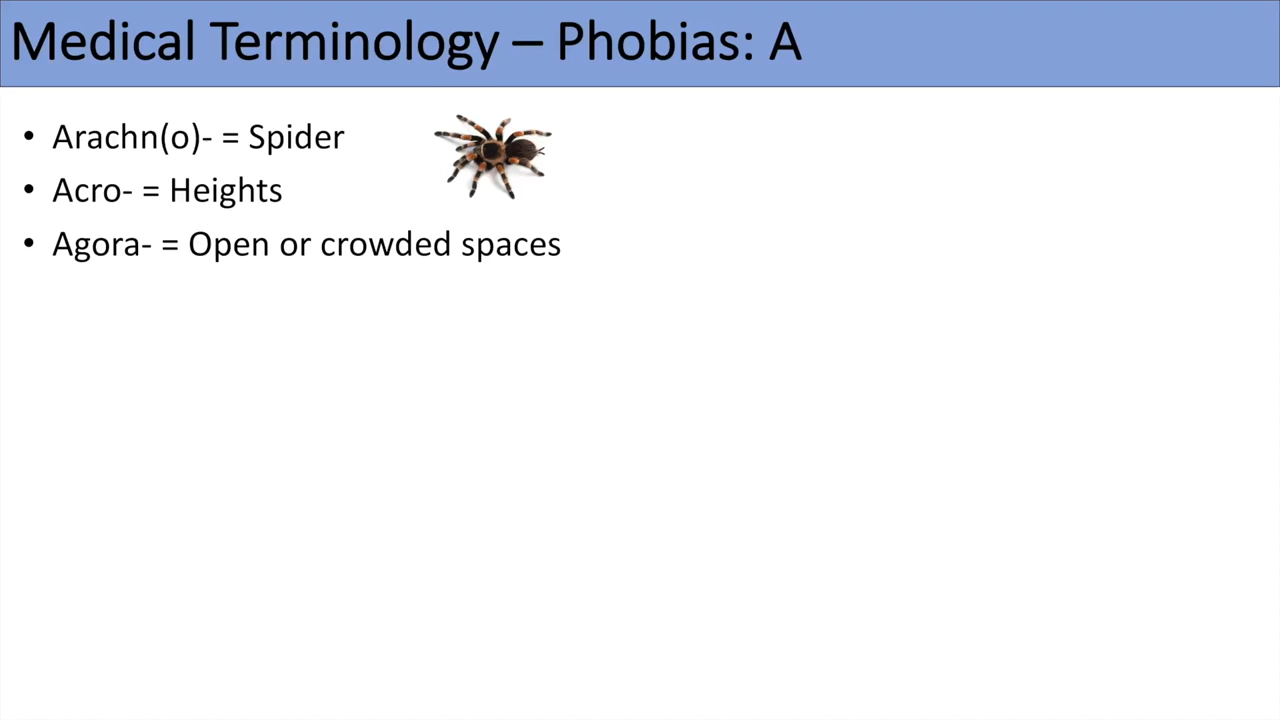 Medical Terminology – Phobias: A
• Arachn(o)- = Spider
• Acro- = Heights
• Agora- = Open or crowded spaces